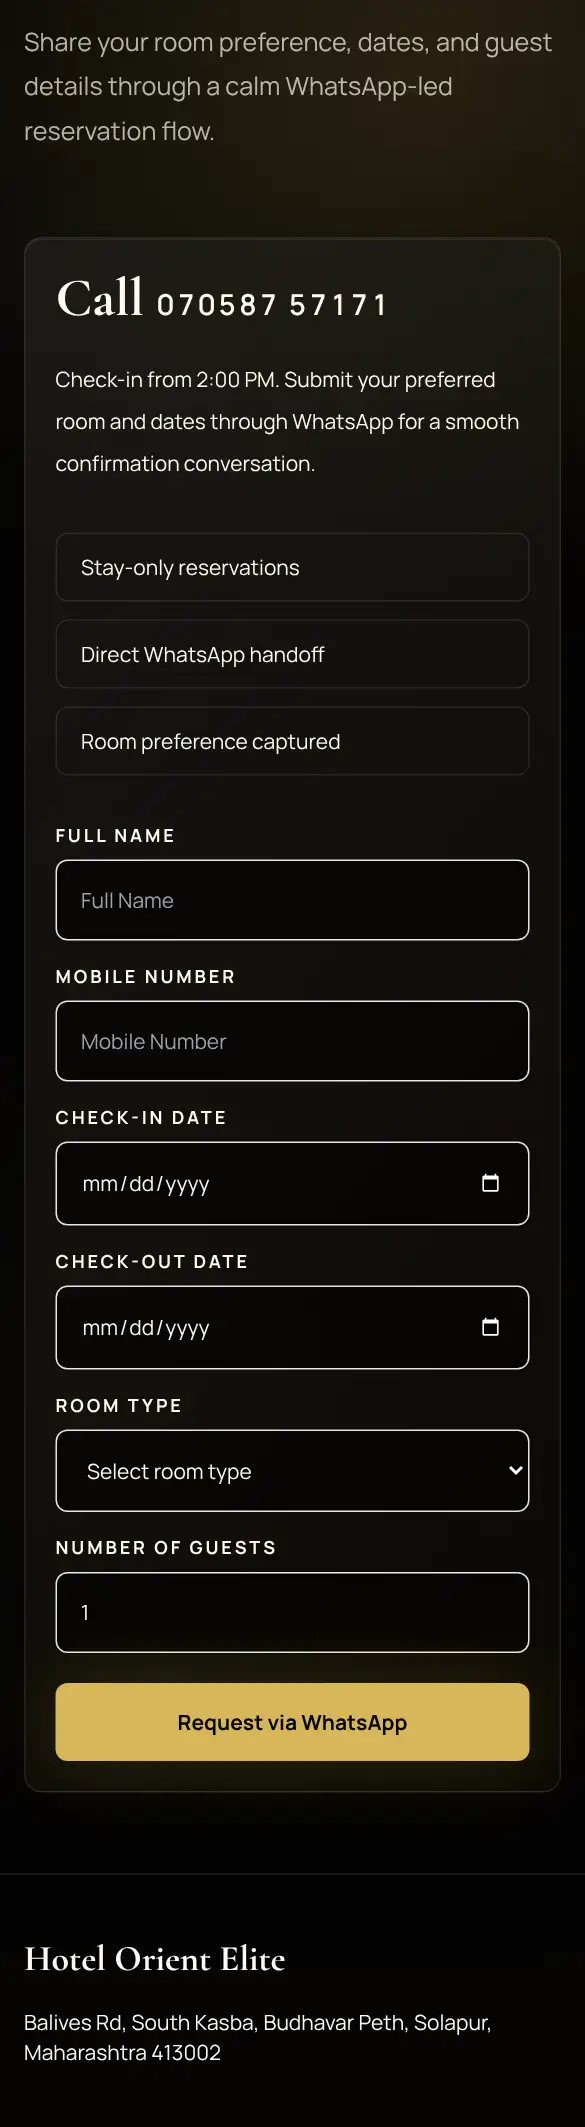 Share your room preference, dates, and guest
details through a calm WhatsApp-led
reservation flow.
Call 070587 57171
Check-in from 2:00 PM. Submit your preferred
room and dates through WhatsApp for a smooth
confirmation conversation.
Stay-only reservations
Direct WhatsApp handoff
Room preference captured
FULL NAME
Full Name
MOBILE NUMBER
Mobile Number
CHECK-IN DATE
mm/dd/yyyy
CHECK-OUT DATE
mm/dd/yyyy
ROOM TYPE
Select room type
NUMBER OF GUESTS
1
Request via WhatsApp
Hotel Orient Elite
Balives Rd, South Kasba, Budhavar Peth, Solapur,
Maharashtra 413002